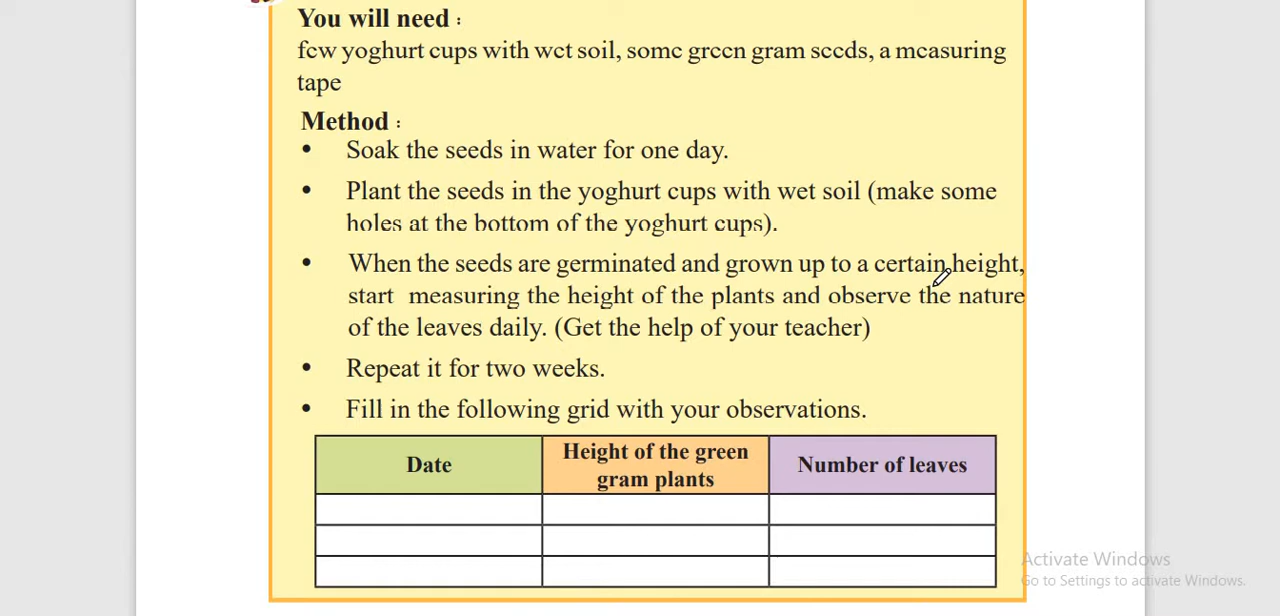 You will need :
few yoghurt cups with wet soil, some green gram seeds, a measuring
tape
Method :
• Soak the seeds in water for one day.
• Plant the seeds in the yoghurt cups with wet soil (make some
holes at the bottom of the yoghurt cups).
• When the seeds are germinated and grown up to a certain height,
start measuring the height of the plants and observe the nature
of the leaves daily. (Get the help of your teacher)
• Repeat it for two weeks.
• Fill in the following grid with your observations.
Date
Height of the green
gram plants
Number of leaves
Activate Windows
Go to Settings to activate Windows.